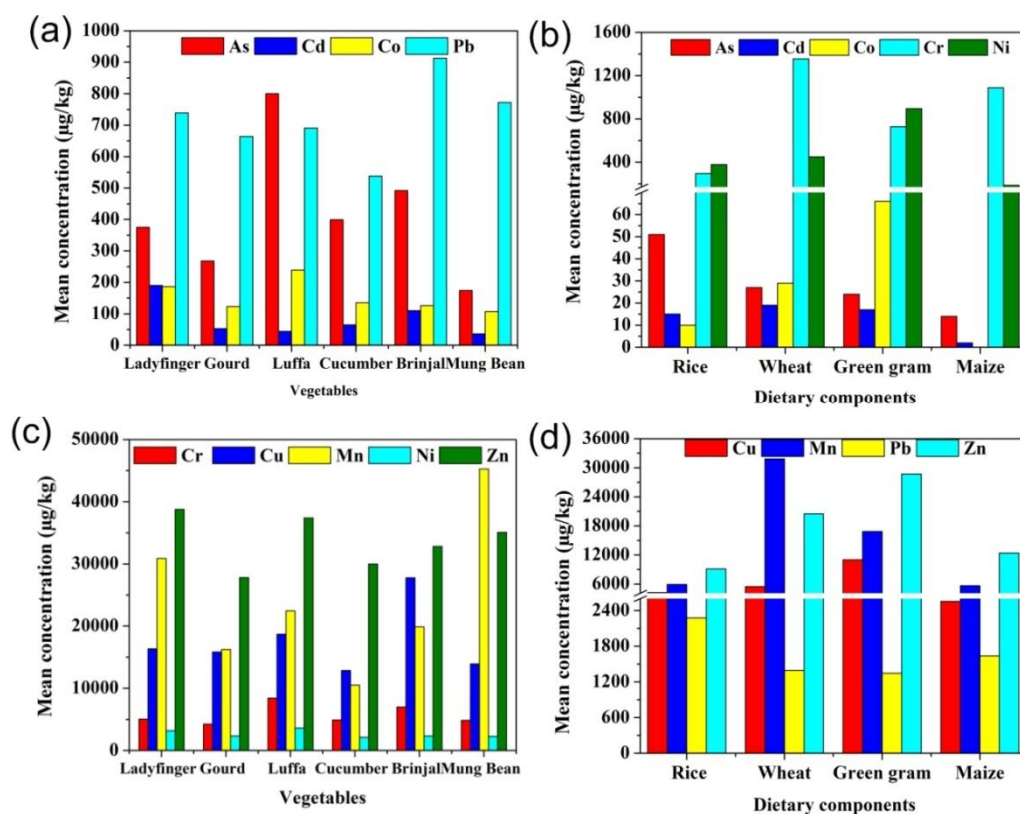 (a)
As Cd Co Pb
1000
900
800
700
600
500
400
300
200
100
0
Mean concentration (µg/kg)
Ladyfinger Gourd Luffa Cucumber Brinjal Mung Bean
Vegetables
(b)
As Cd Co Cr Ni
1600
1200
800
400
60
50
40
30
20
10
0
Mean concentration (µg/kg)
Rice Wheat Green gram Maize
Dietary components
(c)
Cr Cu Mn Ni Zn
50000
40000
30000
20000
10000
0
Mean concentration (µg/kg)
Ladyfinger Gourd Luffa Cucumber Brinjal Mung Bean
Vegetables
(d)
Cu Mn Pb Zn
36000
30000
24000
18000
12000
6000
2400
1800
1200
600
0
Mean concentration (µg/kg)
Rice Wheat Green gram Maize
Dietary components